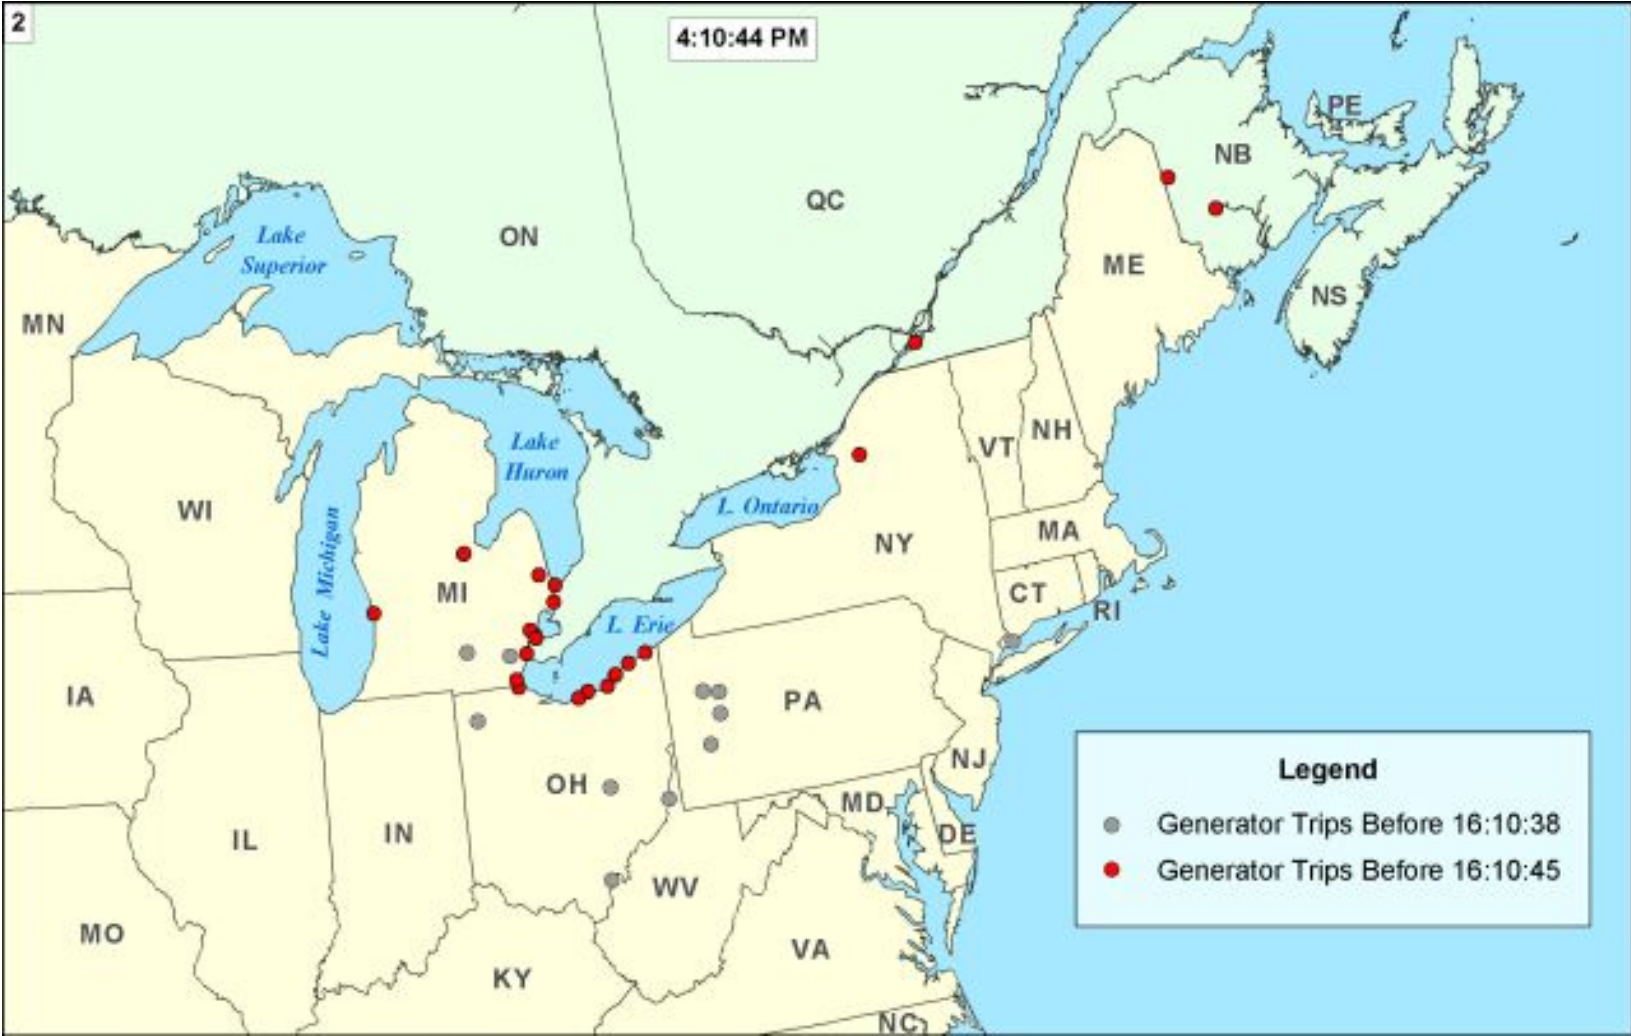 2
4:10:44 PM
PE
NB
QC
ON
Lake
Superior
ME
NS
MN
Lake
Huron
NH
VT
L. Ontario
WI
MA
NY
Lake Michigan
MI
CT
RI
L. Erie
IA
PA
NJ
OH
MD
DE
IL
IN
WV
MO
VA
KY
NC
Legend
Generator Trips Before 16:10:38
Generator Trips Before 16:10:45